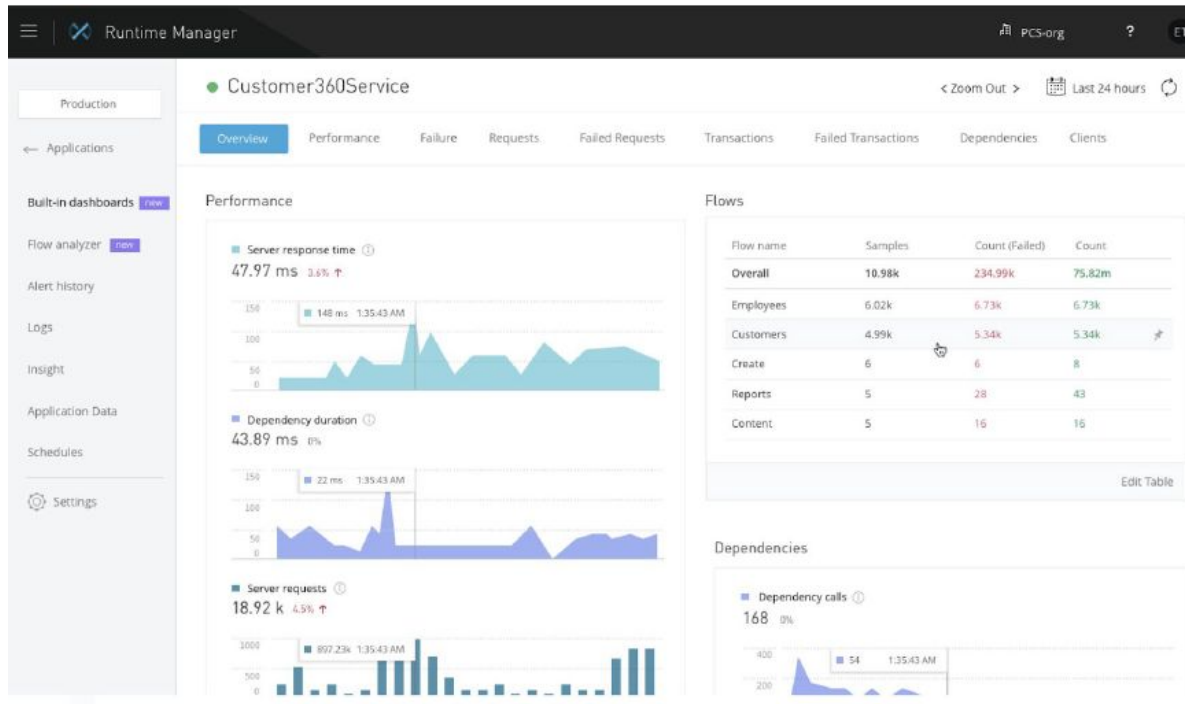 Runtime Manager
PCS-org
?
ET
Production
← Applications
Built-in dashboards new
Flow analyzer new
Alert history
Logs
Insight
Application Data
Schedules
Settings
Customer360Service
< Zoom Out >
Last 24 hours
Overview Performance Failure Requests Failed Requests Transactions Failed Transactions Dependencies Clients
Performance
Server response time
47.97 ms 3.6% ↑
150
148 ms 1:35:43 AM
100
50
0
Dependency duration
43.89 ms 0%
150
22 ms 1:35:43 AM
100
50
0
Server requests
18.92 k 4.5% ↑
1000
897.23k 1:35:43 AM
500
0
Flows
Flow name Samples Count (Failed) Count
Overall 10.98k 234.99k 75.82m
Employees 6.02k 6.73k 6.73k
Customers 4.99k 5.34k 5.34k
Create 6 6 8
Reports 5 28 43
Content 5 16 16
Edit Table
Dependencies
Dependency calls
168 0%
400
54 1:35:43 AM
200